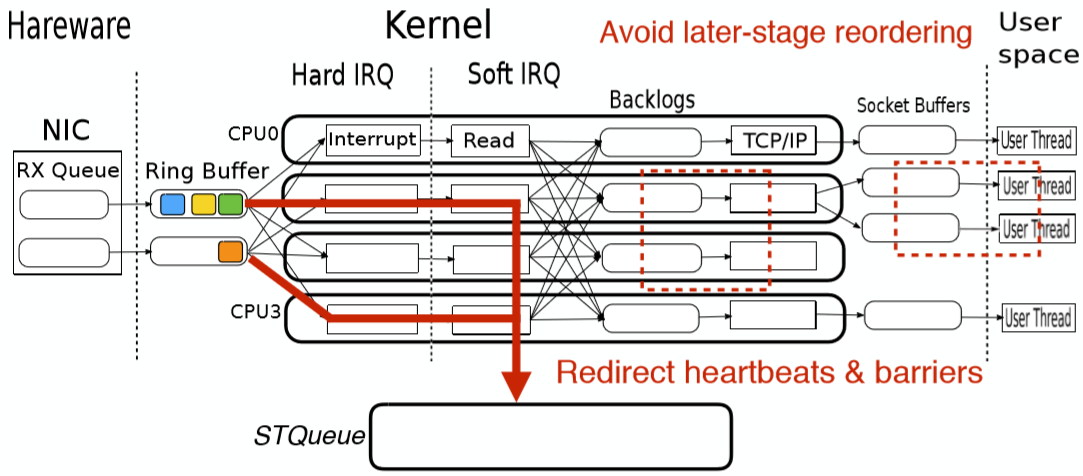 Hareware
Kernel
Avoid later-stage reordering
User
space
Hard IRQ
Soft IRQ
Backlogs
Socket Buffers
NIC
RX Queue
Ring Buffer
CPU0
Interrupt
Read
TCP/IP
User Thread
User Thread
User Thread
CPU3
User Thread
Redirect heartbeats & barriers
STQueue